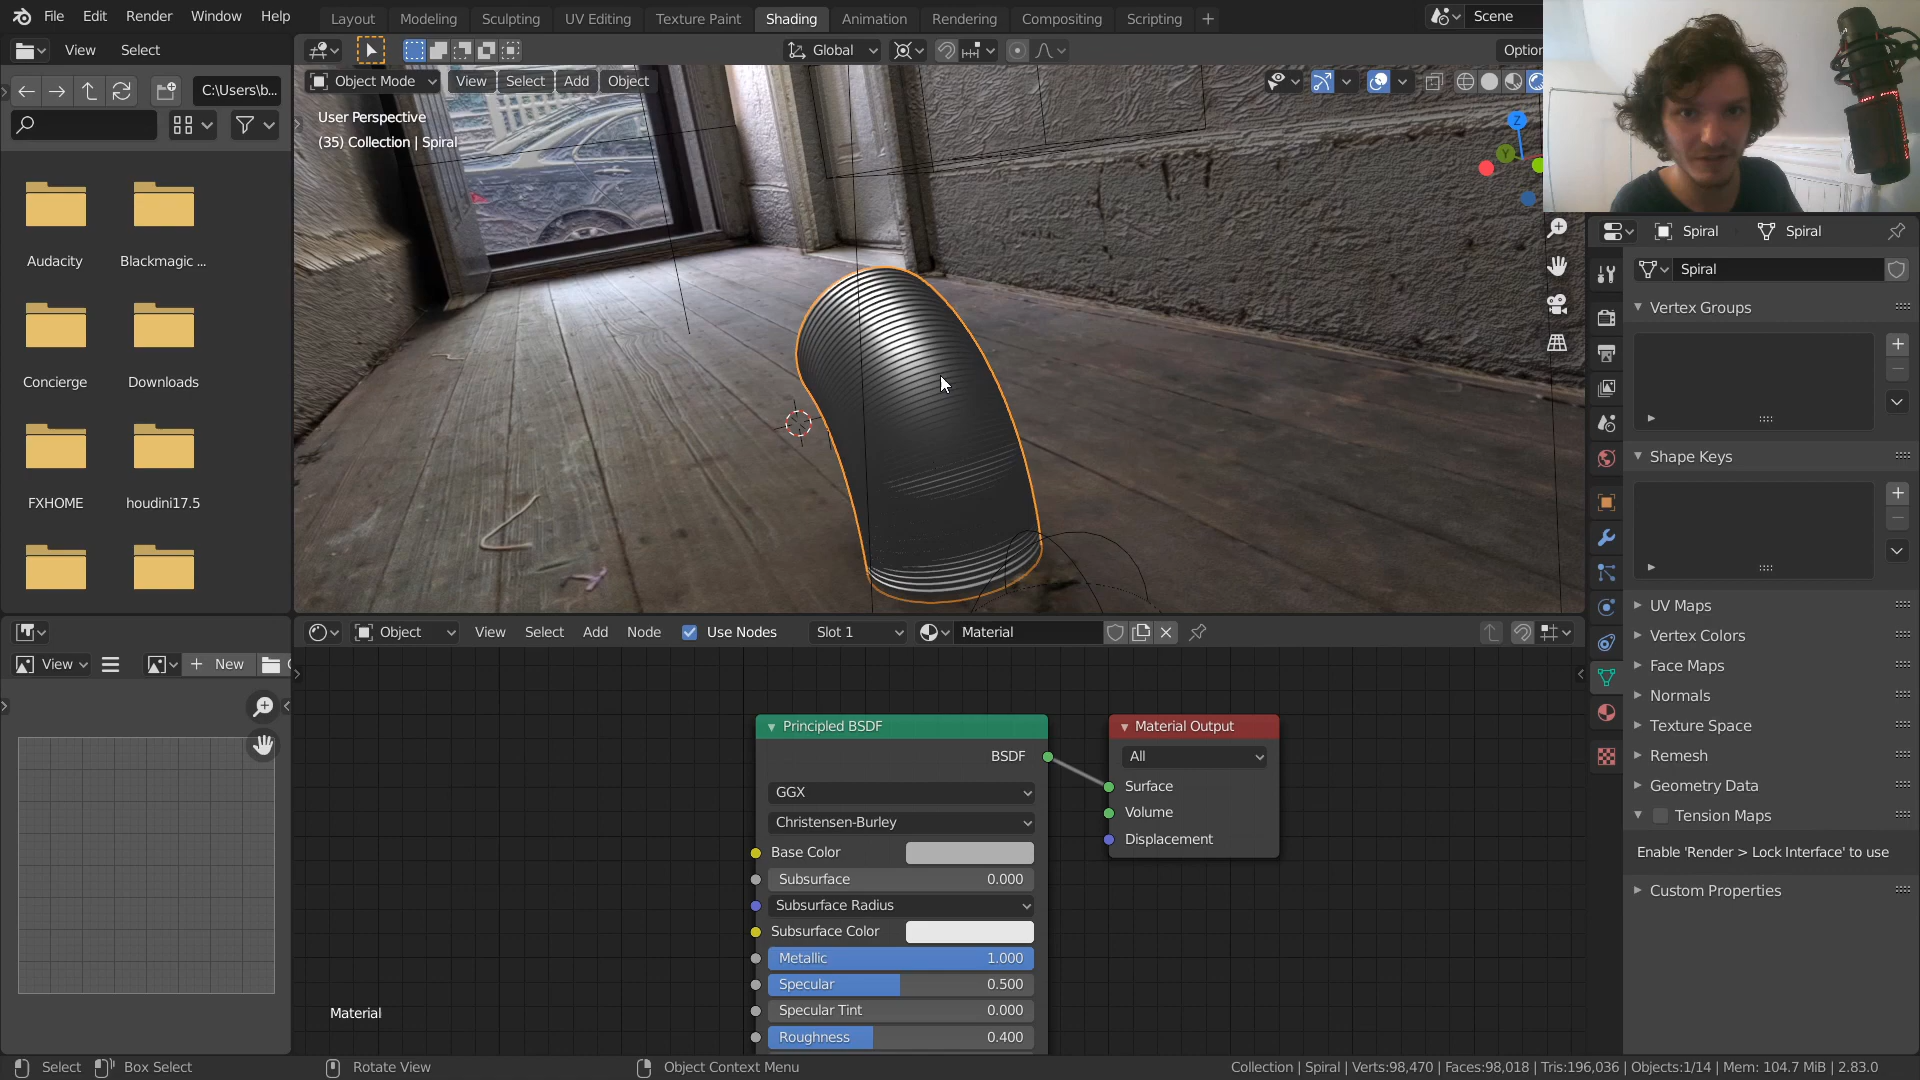 File Edit Render Window Help
Layout Modeling Sculpting UV Editing Texture Paint Shading Animation Rendering Compositing Scripting +
Scene
View Select
Global
Option
C:\Users\b...
Object Mode View Select Add Object
User Perspective
(35) Collection | Spiral
Z
Y
Audacity
Blackmagic ...
Concierge
Downloads
FXHOME
houdini17.5
View
New
Object View Select Add Node Use Nodes Slot 1 Material
Principled BSDF
BSDF
GGX
Christensen-Burley
Base Color
Subsurface 0.000
Subsurface Radius
Subsurface Color
Metallic 1.000
Specular 0.500
Specular Tint 0.000
Roughness 0.400
Material Output
All
Surface
Volume
Displacement
Material
Spiral Spiral
Spiral
Vertex Groups
Shape Keys
UV Maps
Vertex Colors
Face Maps
Normals
Texture Space
Remesh
Geometry Data
Tension Maps
Enable 'Render > Lock Interface' to use
Custom Properties
Select Box Select Rotate View Object Context Menu
Collection | Spiral | Verts:98,470 | Faces:98,018 | Tris:196,036 | Objects:1/14 | Mem: 104.7 MiB | 2.83.0